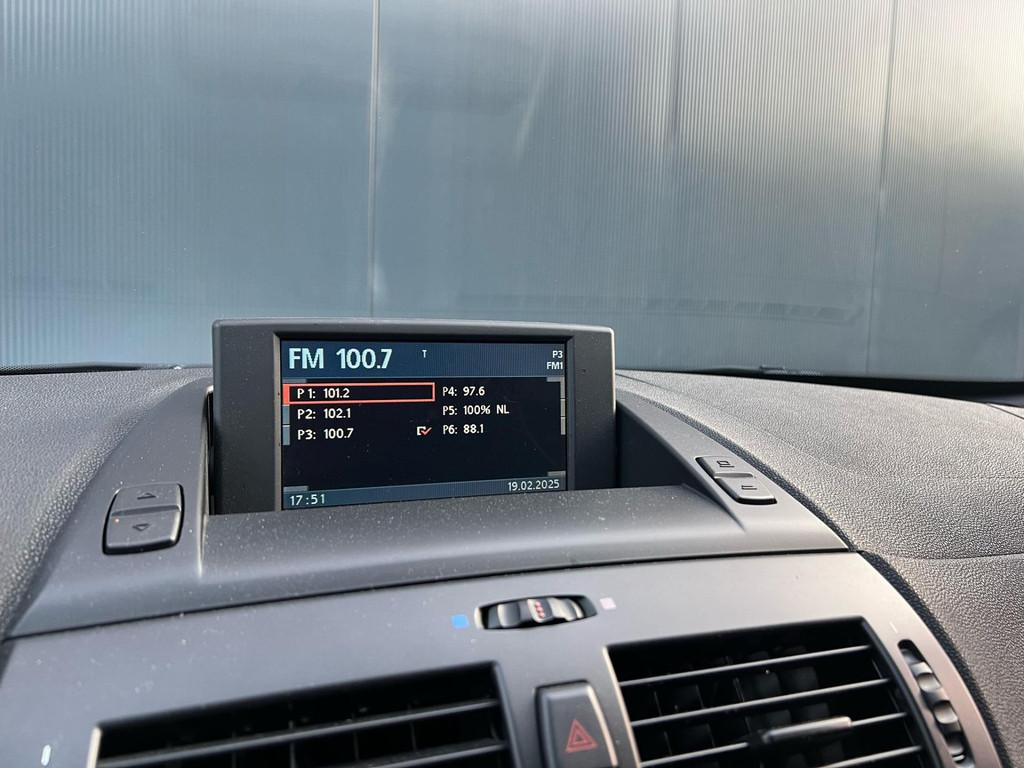 FM 100.7 T P3
FM1
P 1: 101.2 P4: 97.6
P2: 102.1 P5: 100% NL
P3: 100.7 P6: 88.1
17:51 19.02.2025